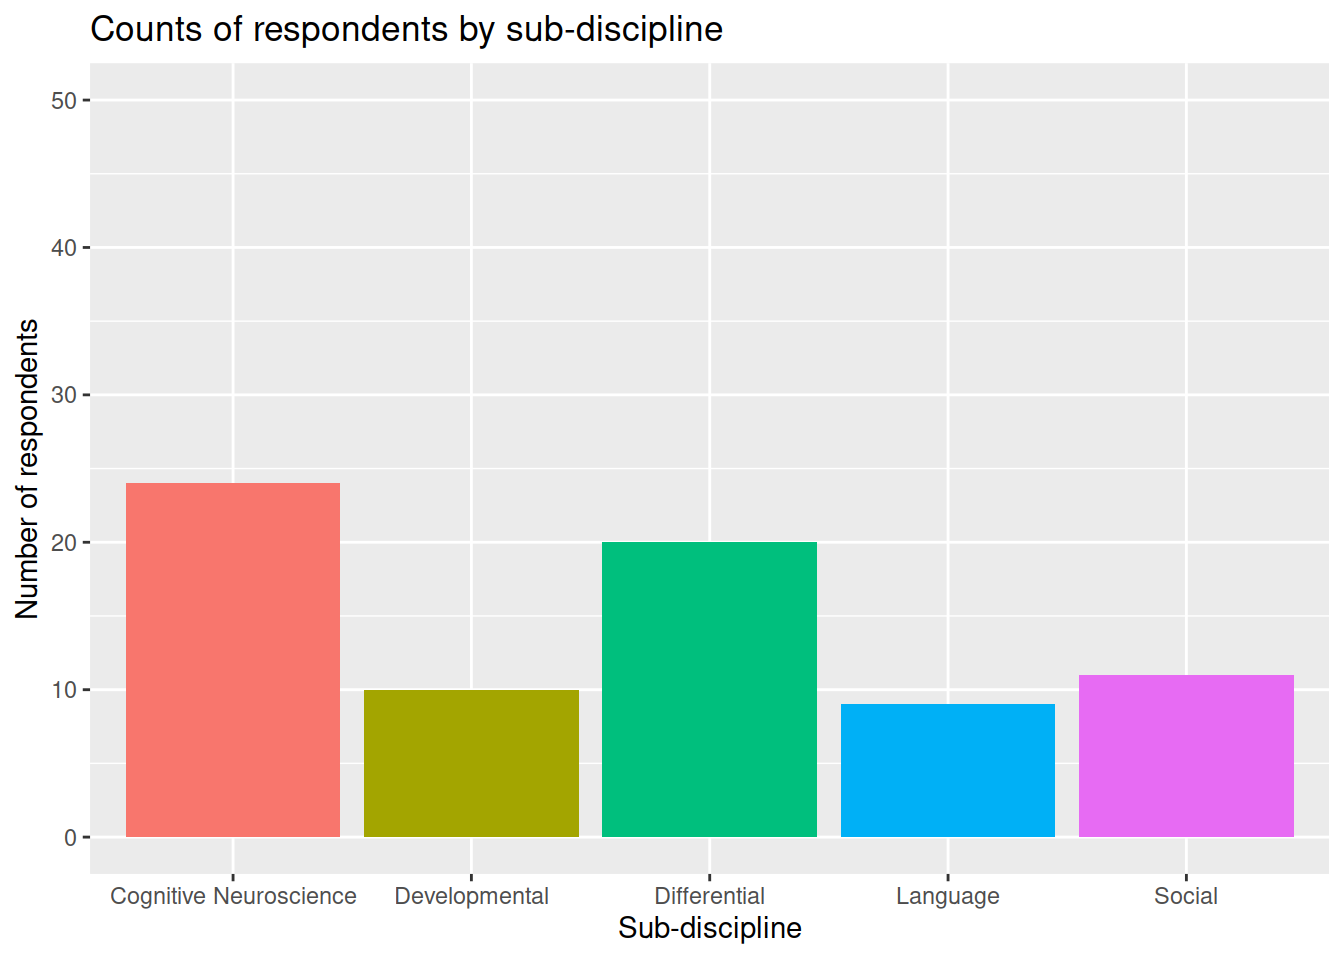 Counts of respondents by sub-discipline
50
40
30
20
10
0
Number of respondents
Cognitive Neuroscience Developmental Differential Language Social
Sub-discipline